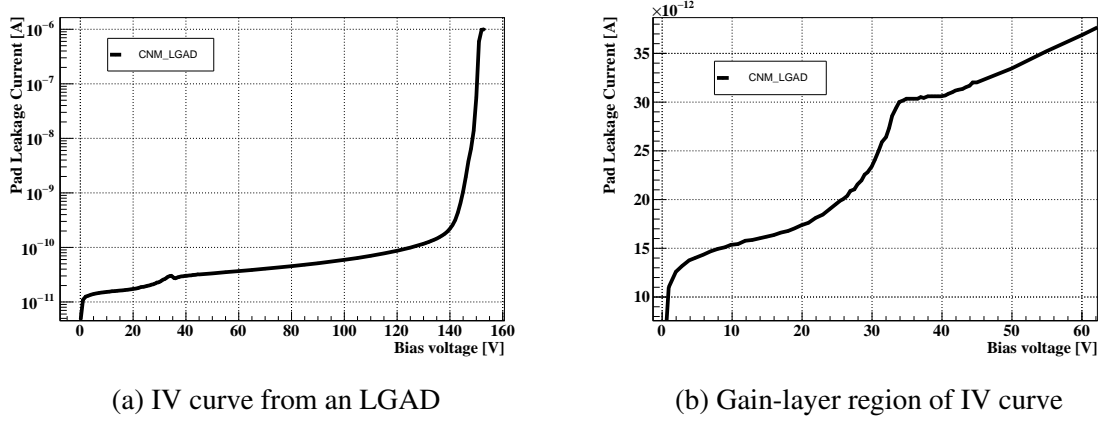 Pad Leakage Current [A]
10⁻⁶
10⁻⁷
10⁻⁸
10⁻⁹
10⁻¹⁰
10⁻¹¹
CNM_LGAD
0 20 40 60 80 100 120 140 160
Bias voltage [V]
(a) IV curve from an LGAD
×10⁻¹²
Pad Leakage Current [A]
35
30
25
20
15
10
CNM_LGAD
0 10 20 30 40 50 60
Bias voltage [V]
(b) Gain-layer region of IV curve